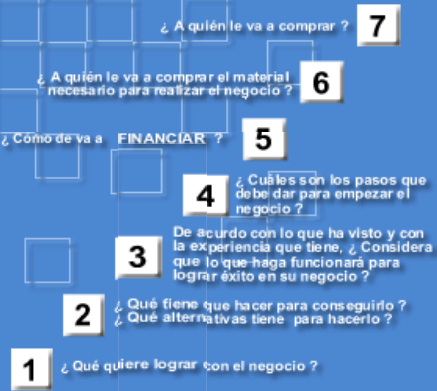 ¿ A quién le va a comprar ? 7
¿ A quién le va a comprar el material
necesario para realizar el negocio ? 6
¿ Cómo de va a FINANCIAR ? 5
4 ¿ Cuáles son los pasos que
debe dar para empezar el
negocio ?
3 De acurdo con lo que ha visto y con
la experiencia que tiene, ¿ Considera
que lo que haga funcionará para
lograr éxito en su negocio ?
2 ¿ Qué tiene que hacer para conseguirlo ?
¿ Qué alternativas tiene para hacerlo ?
1 ¿ Qué quiere lograr con el negocio ?